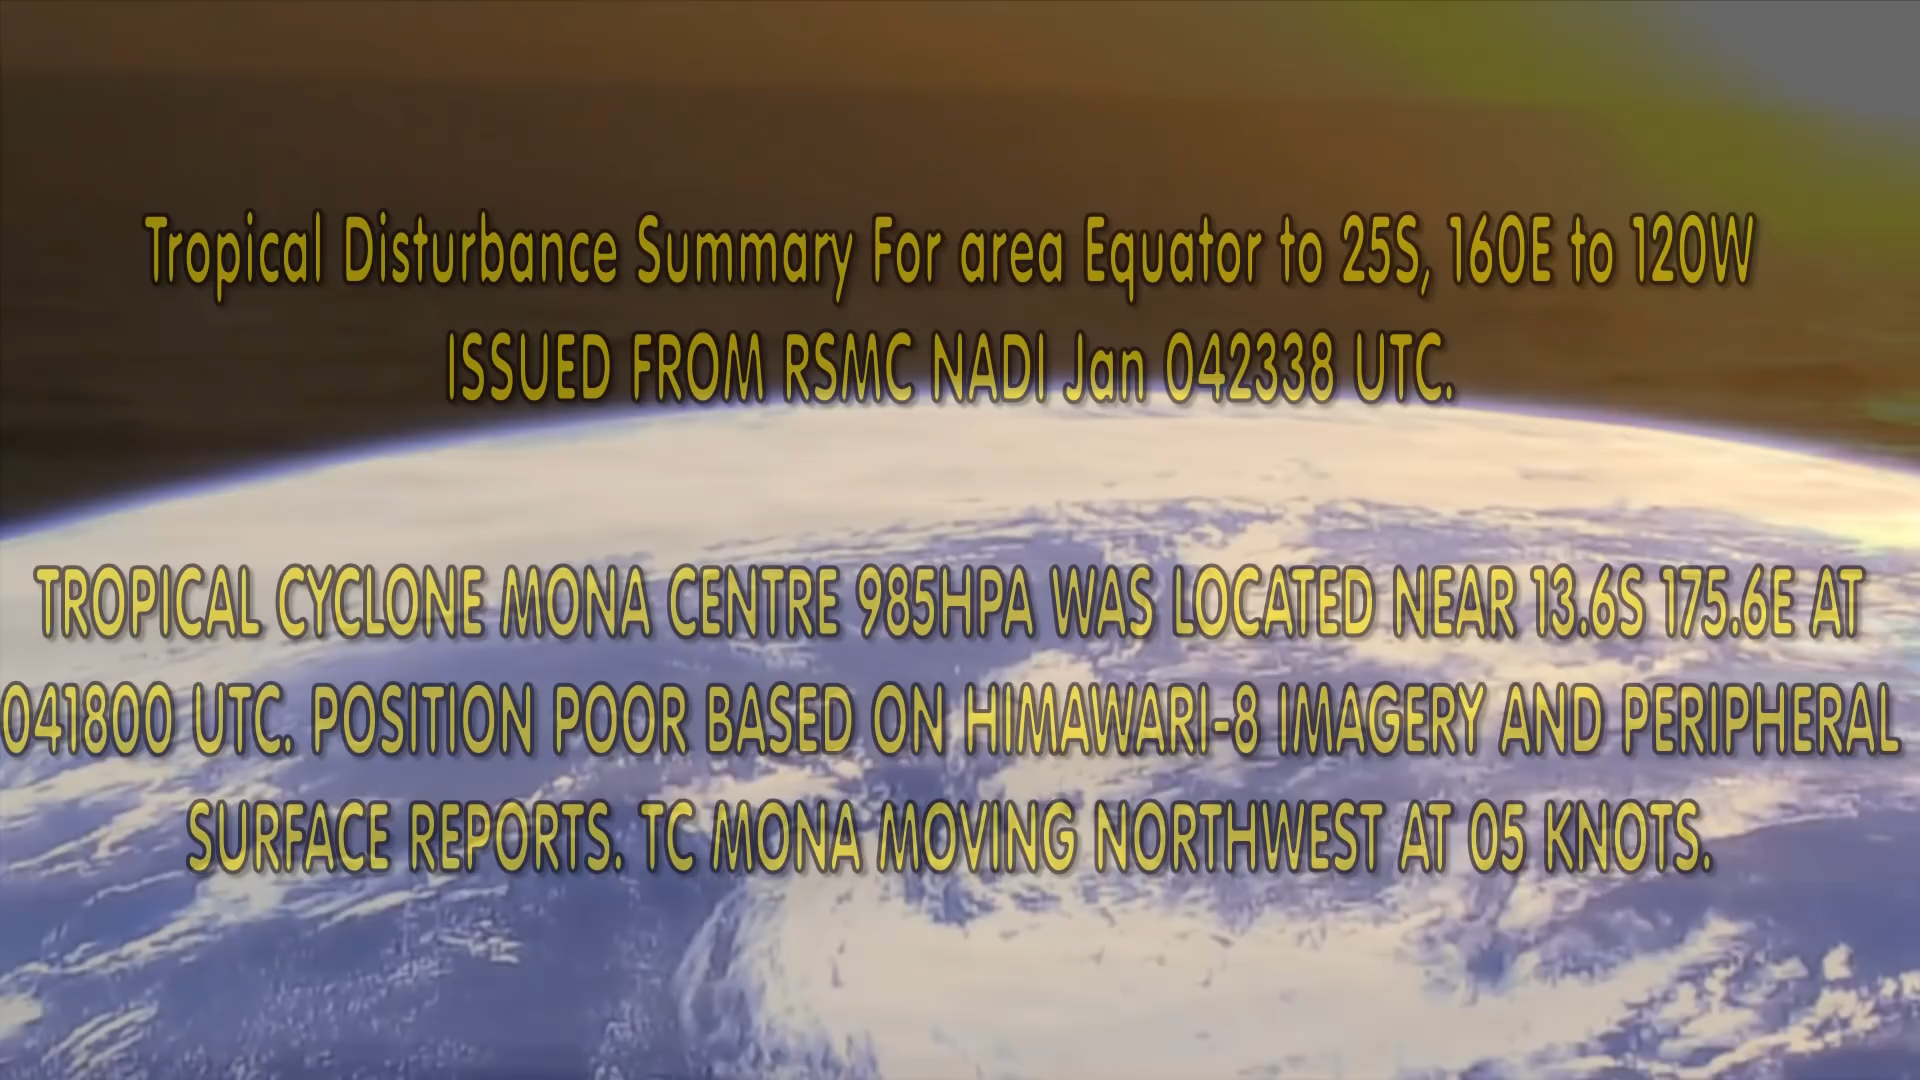 Tropical Disturbance Summary For area Equator to 25S, 160E to 120W
ISSUED FROM RSMC NADI Jan 042338 UTC.
TROPICAL CYCLONE MONA CENTRE 985HPA WAS LOCATED NEAR 13.6S 175.6E AT
041800 UTC. POSITION POOR BASED ON HIMAWARI-8 IMAGERY AND PERIPHERAL
SURFACE REPORTS. TC MONA MOVING NORTHWEST AT 05 KNOTS.